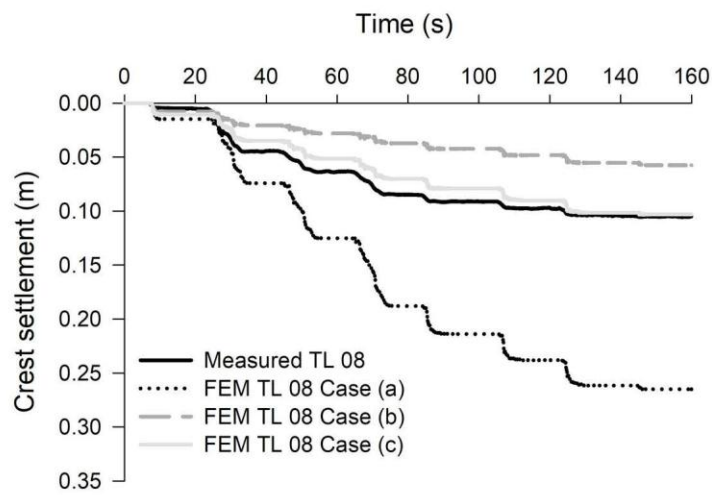 Time (s)
0 20 40 60 80 100 120 140 160
0.00
0.05
0.10
0.15
0.20
0.25
0.30
0.35
Crest settlement (m)
Measured TL 08
FEM TL 08 Case (a)
FEM TL 08 Case (b)
FEM TL 08 Case (c)